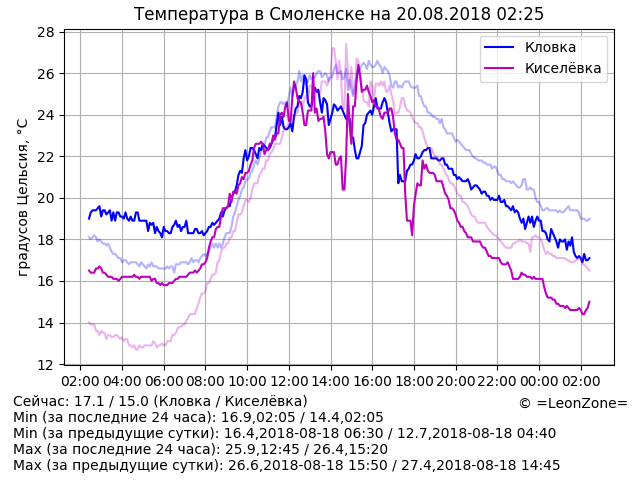 Температура в Смоленске на 20.08.2018 02:25
28
26
24
22
20
18
16
14
12
градусов Цельсия, °C
Кловка
Киселёвка
02:00 04:00 06:00 08:00 10:00 12:00 14:00 16:00 18:00 20:00 22:00 00:00 02:00
Сейчас: 17.1 / 15.0 (Кловка / Киселёвка)
© =LeonZone=
Min (за последние 24 часа): 16.9,02:05 / 14.4,02:05
Min (за предыдущие сутки): 16.4,2018-08-18 06:30 / 12.7,2018-08-18 04:40
Max (за последние 24 часа): 25.9,12:45 / 26.4,15:20
Max (за предыдущие сутки): 26.6,2018-08-18 15:50 / 27.4,2018-08-18 14:45